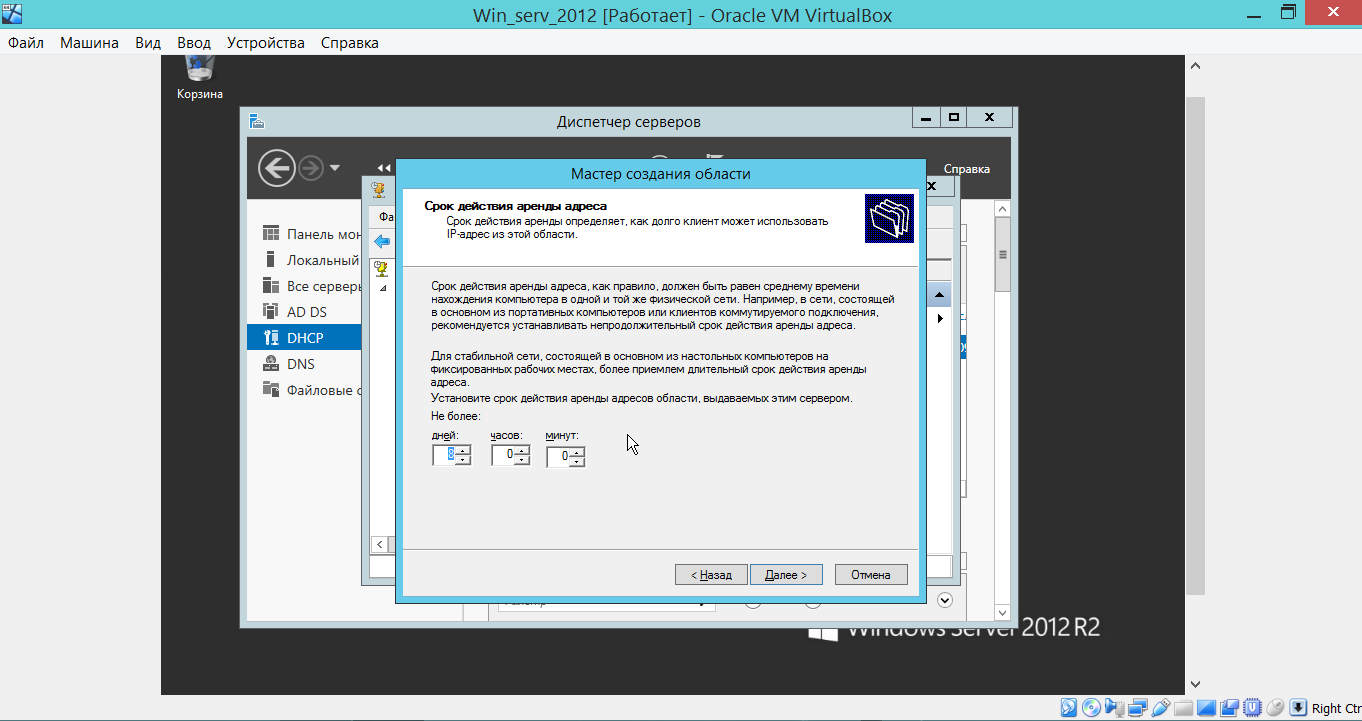 Win_serv_2012 [Работает] - Oracle VM VirtualBox
Файл Машина Вид Ввод Устройства Справка
Корзина
Диспетчер серверов
Справка
Мастер создания области
Фа
Срок действия аренды адреса
Срок действия аренды определяет, как долго клиент может использовать
IP-адрес из этой области.
Панель мон
Локальный
Все серверы
AD DS
DHCP
DNS
Файловые с
Срок действия аренды адреса, как правило, должен быть равен среднему времени
нахождения компьютера в одной и той же физической сети. Например, в сети, состоящей
в основном из портативных компьютеров или клиентов коммутируемого подключения,
рекомендуется устанавливать непродолжительный срок действия аренды адреса.
Для стабильной сети, состоящей в основном из настольных компьютеров на
фиксированных рабочих местах, более приемлем длительный срок действия аренды
адреса.
Установите срок действия аренды адресов области, выдаваемых этим сервером.
Не более:
дней: часов: минут:
8 0 0
< Назад Далее > Отмена
Windows Server 2012 R2
Right Ctr